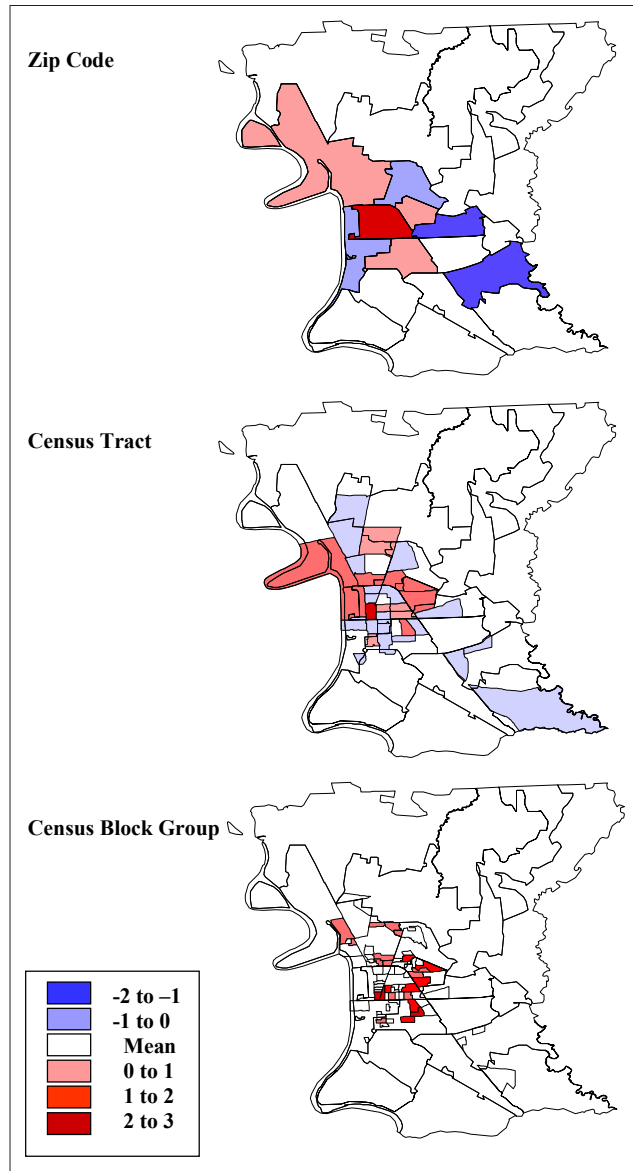 Zip Code
Census Tract
Census Block Group
-2 to –1
-1 to 0
Mean
0 to 1
1 to 2
2 to 3